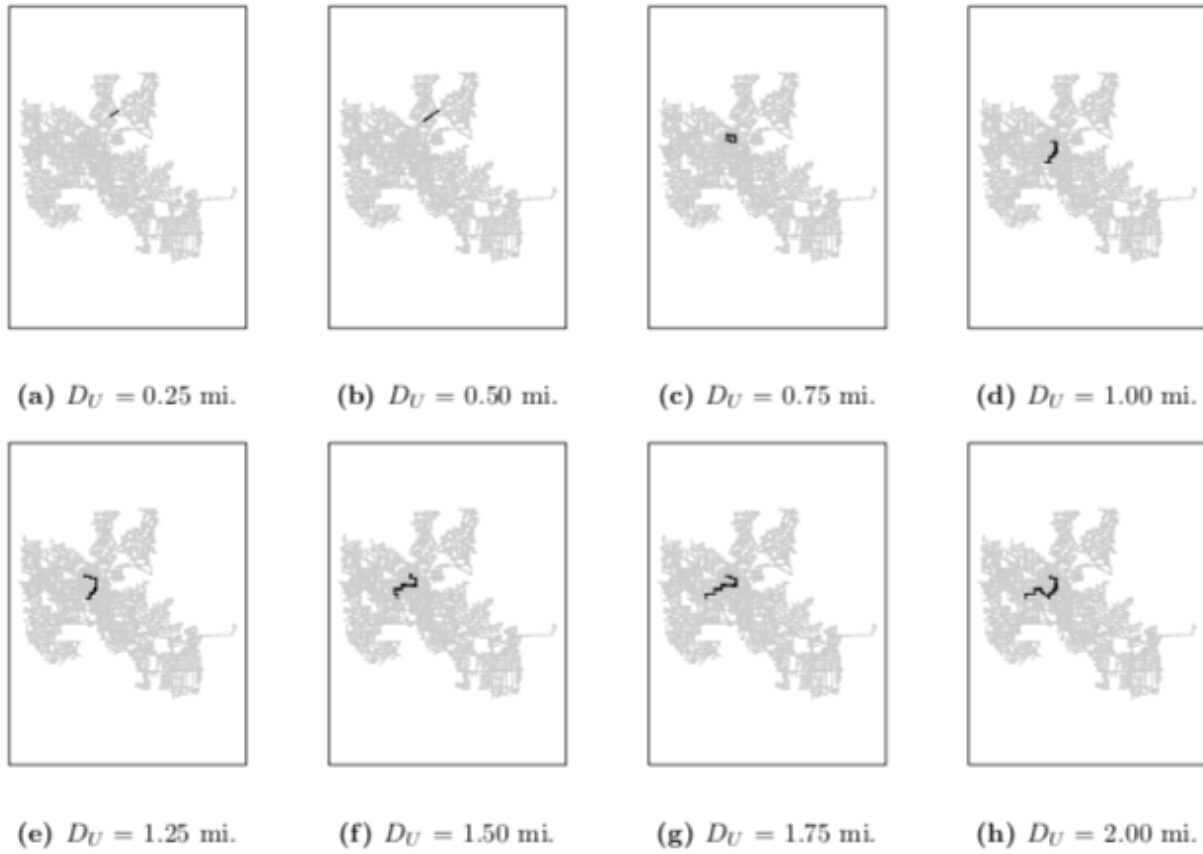 (a) D_U = 0.25 mi. (b) D_U = 0.50 mi. (c) D_U = 0.75 mi. (d) D_U = 1.00 mi.
(e) D_U = 1.25 mi. (f) D_U = 1.50 mi. (g) D_U = 1.75 mi. (h) D_U = 2.00 mi.